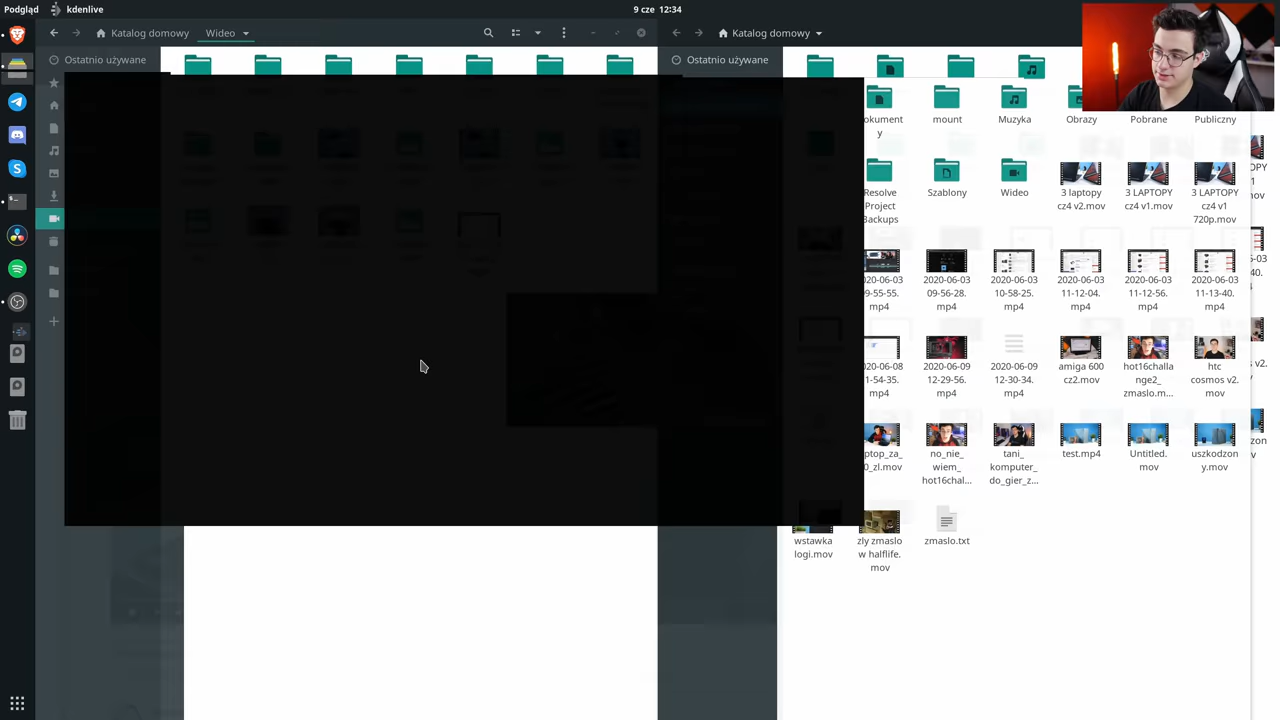 Podgląd
kdenlive
9 cze 12:34
Katalog domowy
Wideo
Katalog domowy
Ostatnio używane
Ostatnio używane
okument
y
mount
Muzyka
Obrazy
Pobrane
Publiczny
Resolve
Project
Backups
Szablony
Wideo
3 laptopy
cz4 v2.mov
3 LAPTOPY
cz4 v1.mov
3 LAPTOPY
cz4 v1
720p.mov
2020-06-03
09-55-55.
mp4
2020-06-03
09-56-28.
mp4
2020-06-03
10-58-25.
mp4
2020-06-03
11-12-04.
mp4
2020-06-03
11-12-56.
mp4
2020-06-03
11-13-40.
mp4
020-06-08
1-54-35.
mp4
2020-06-09
12-29-56.
mp4
2020-06-09
12-30-34.
mp4
amiga 600
cz2.mov
hot16challa
nge2_
zmaslo.m...
htc
cosmos v2.
mov
ptop_za_
0_zl.mov
no_nie_
wiem_
hot16chal...
tani_
komputer_
do_gier_z...
test.mp4
Untitled.
mov
uszkodzon
y.mov
wstawka
logi.mov
zly zmaslo
w halflife.
mov
zmaslo.txt